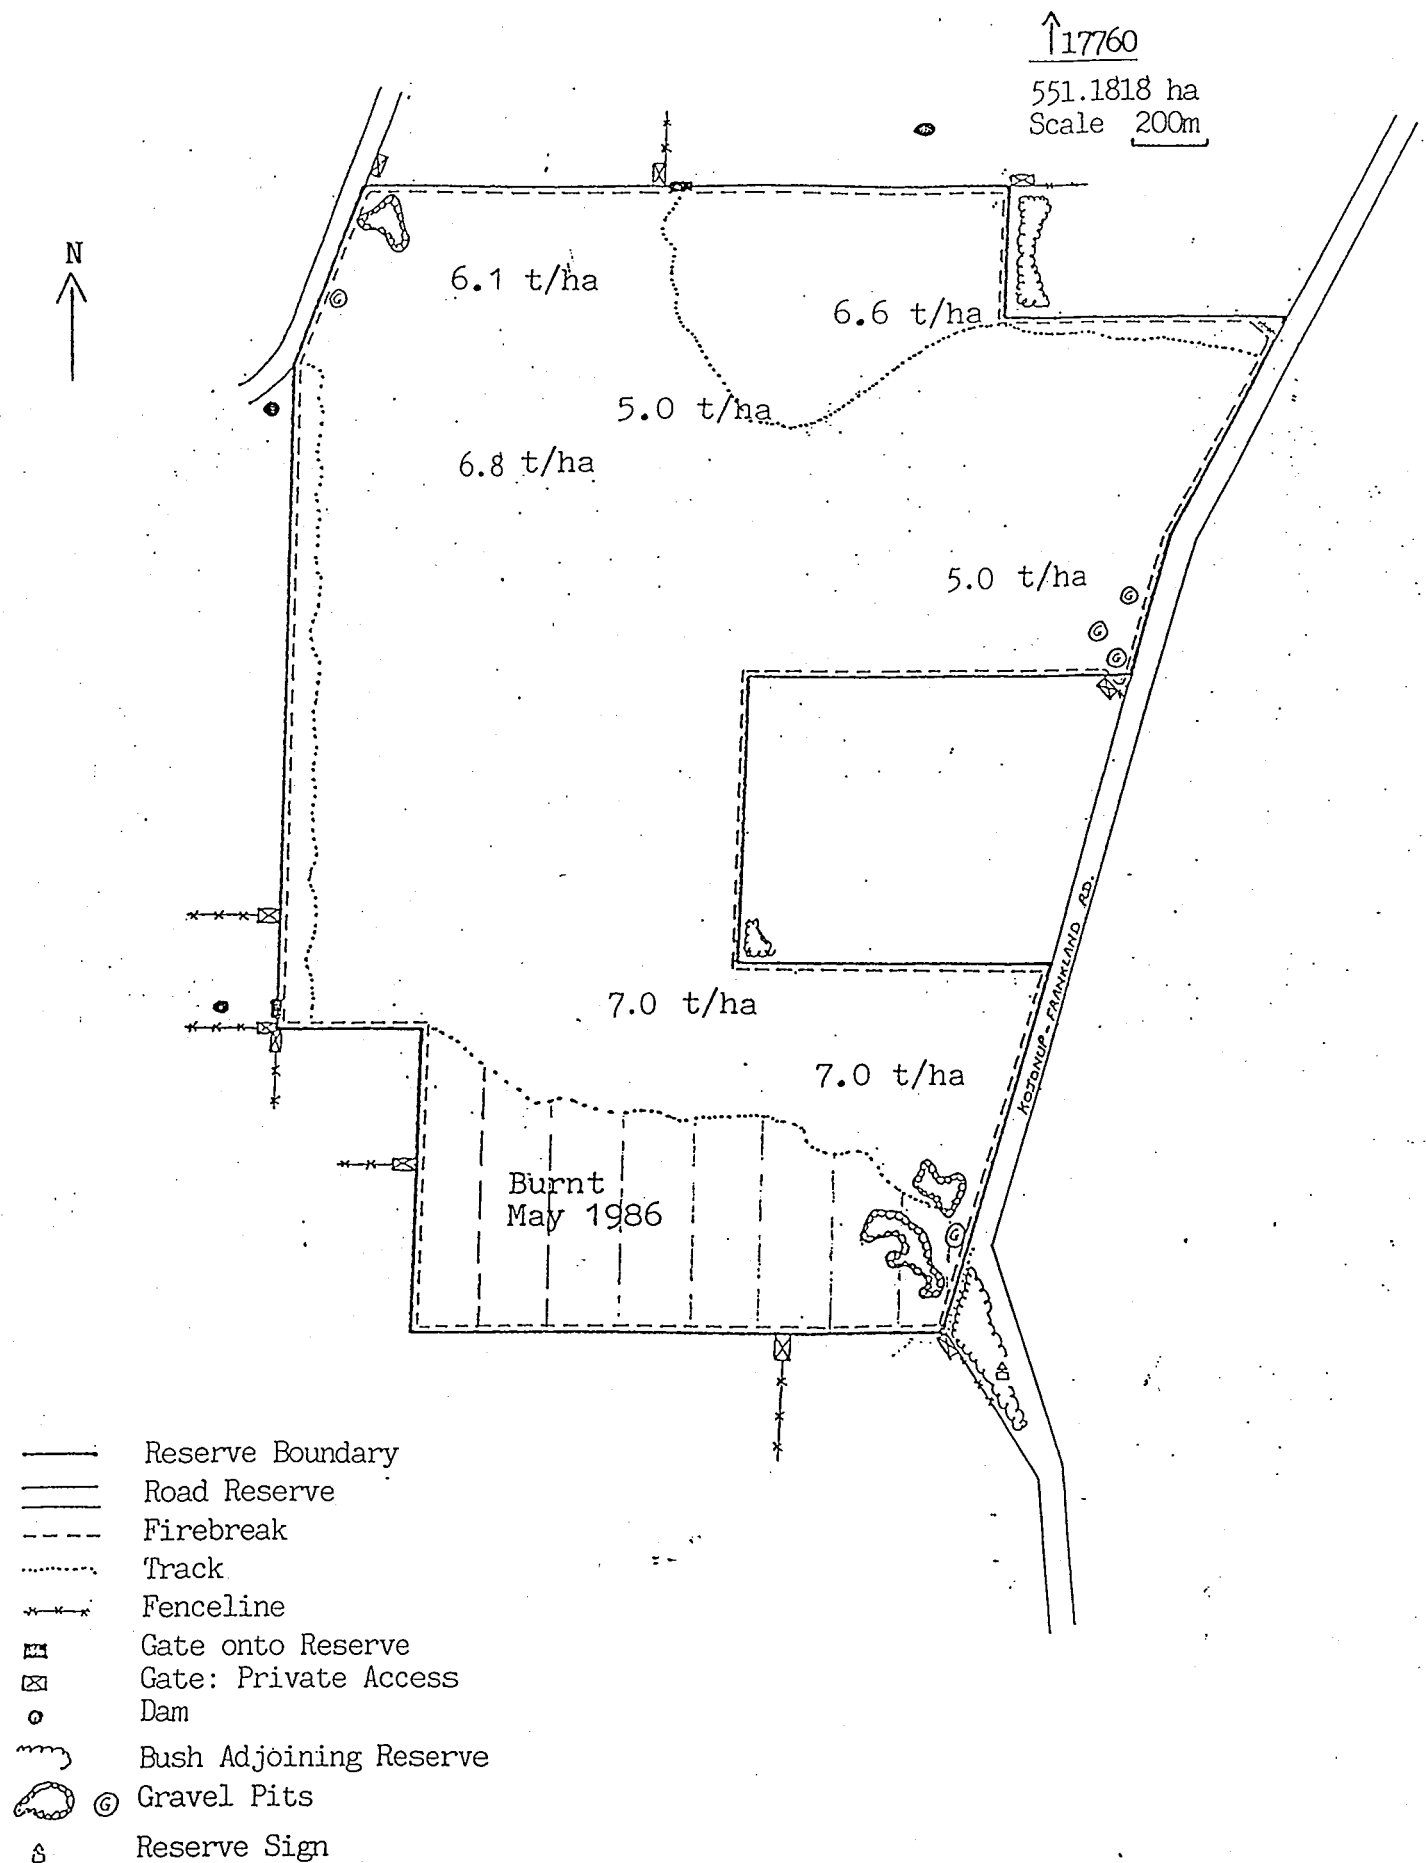 17760
551.1818 ha
Scale 200m
N
6.1 t/ha
6.6 t/ha
5.0 t/ha
6.8 t/ha
5.0 t/ha
G
G
G
G
KOJONUP-FRANKLAND RD.
7.0 t/ha
7.0 t/ha
Burnt
May 1986
G
Reserve Boundary
Road Reserve
Firebreak
Track
Fenceline
Gate onto Reserve
Gate: Private Access
Dam
Bush Adjoining Reserve
G Gravel Pits
Reserve Sign